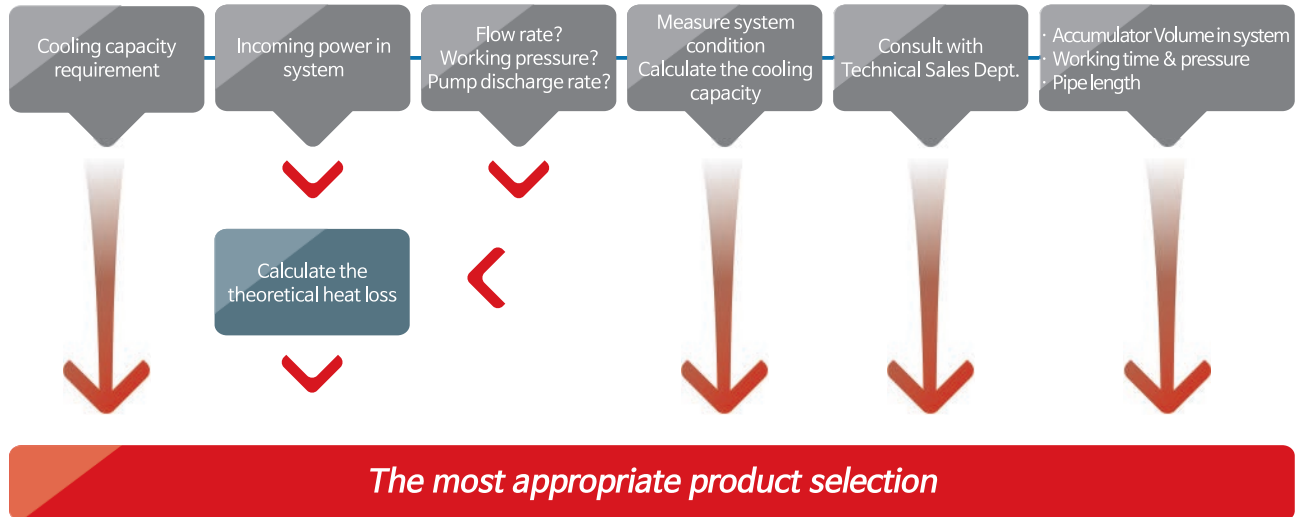 Cooling capacity
requirement
Incoming power in
system
Flow rate?
Working pressure?
Pump discharge rate?
Measure system
condition
Calculate the cooling
capacity
Consult with
Technical Sales Dept.
· Accumulator Volume in system
· Working time & pressure
· Pipe length
Calculate the
theoretical heat loss
The most appropriate product selection